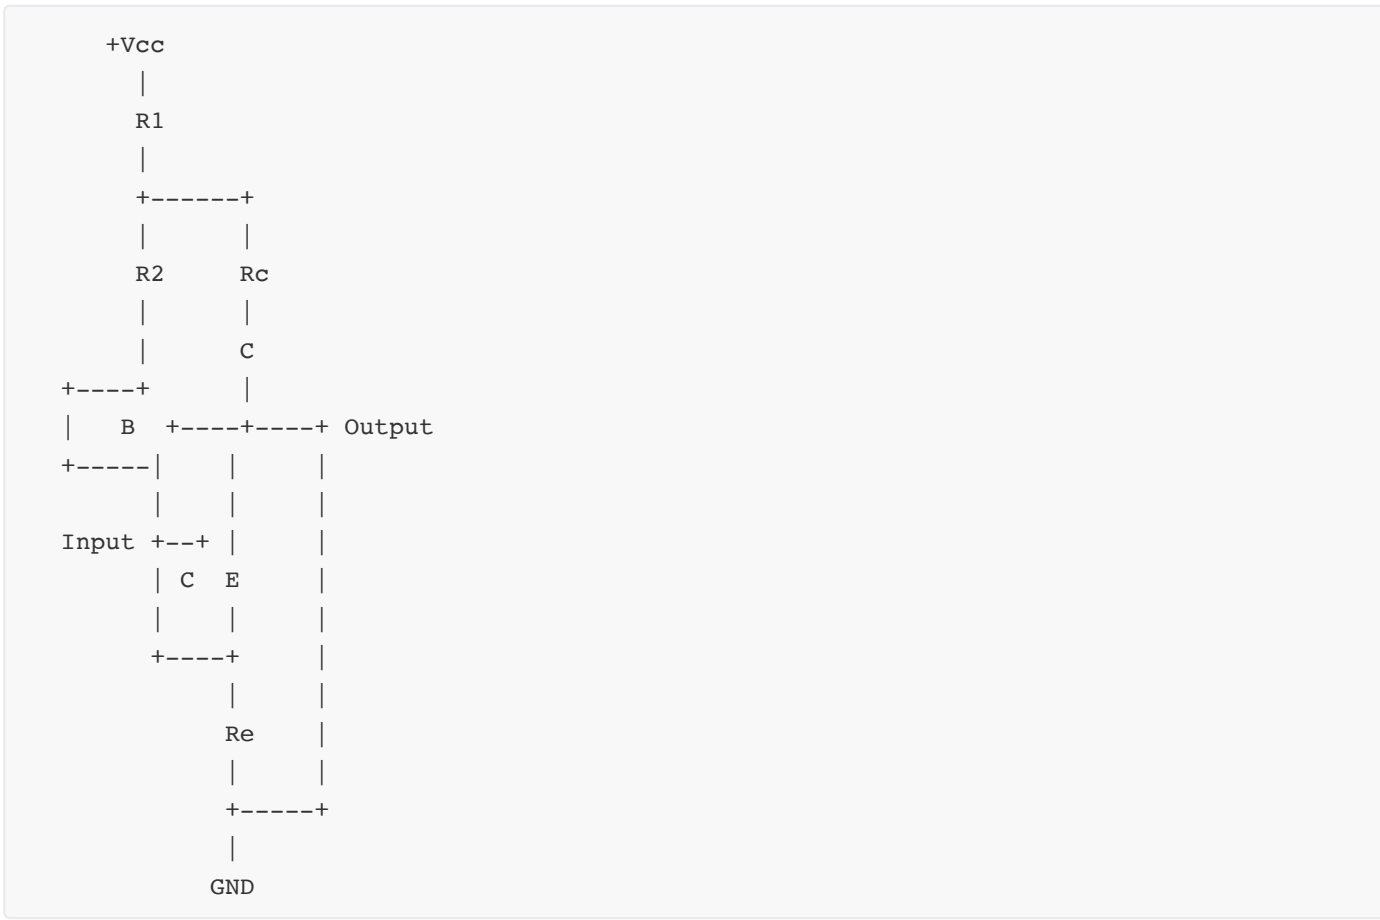 +Vcc
|
R1
|
+------+
|      |
R2     Rc
|      |
|      C
+----+      |
|   B  +----+----+ Output
+-----|    |     |
|    |     |
Input +--+ |     |
| C  E     |
|    |     |
+----+     |
|     |
Re    |
|     |
+-----+
|
GND